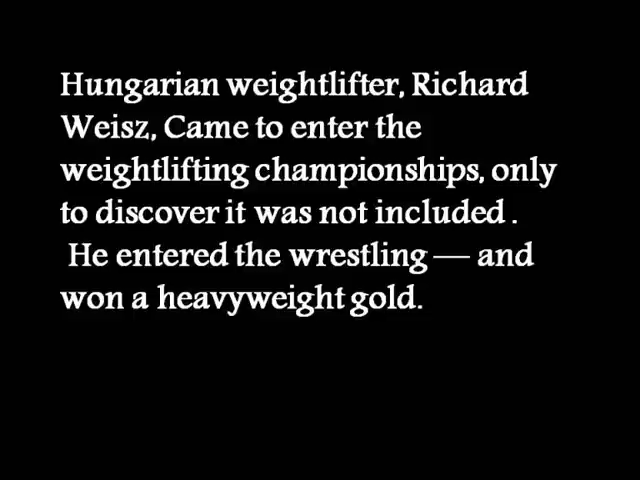 Hungarian weightlifter, Richard
Weisz, Came to enter the
weightlifting championships, only
to discover it was not included .
He entered the wrestling — and
won a heavyweight gold.